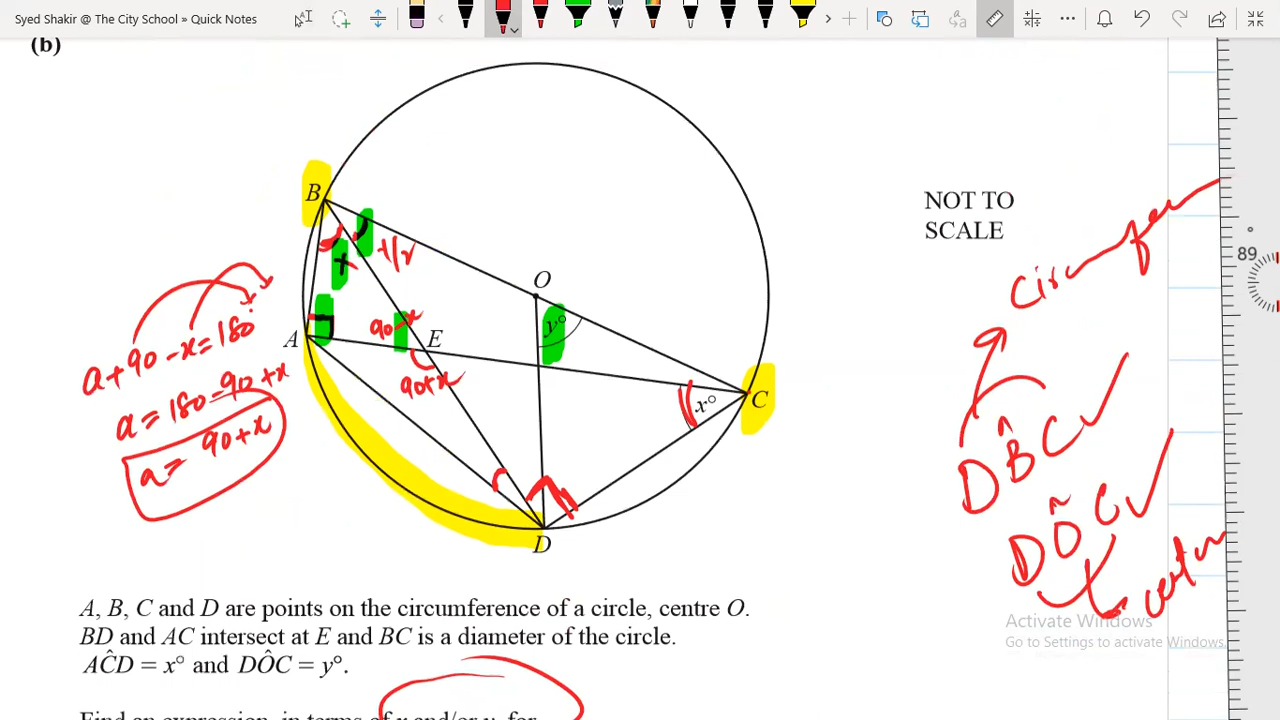 Syed Shakir @ The City School » Quick Notes
(b)
B
NOT TO
SCALE
89
O
y°
A
E
90-x
90+x
x
x°
C
a+90-x=180
a=180-90+x
a= 90+x
DB̂C
DÔC
D
A, B, C and D are points on the circumference of a circle, centre O.
BD and AC intersect at E and BC is a diameter of the circle.
AĈD = x° and DÔC = y°.
Activate Windows
Go to Settings to activate Windows.